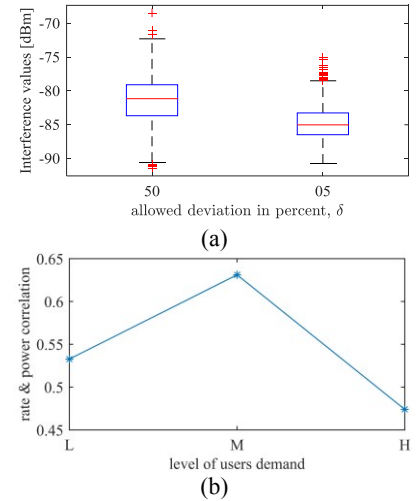 Interference values [dBm]
-70
-75
-80
-85
-90
50
05
allowed deviation in percent, δ
(a)
rate & power correlation
0.65
0.6
0.55
0.5
0.45
L
M
H
level of users demand
(b)